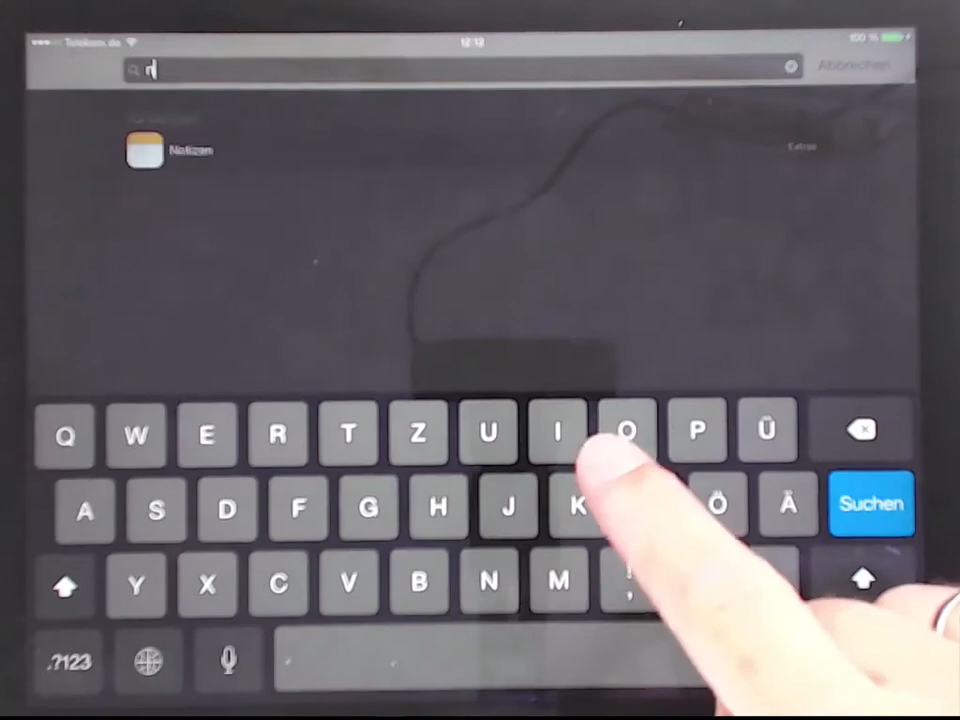 Telekom.de 12:12 100 %
n Abbrechen
Notizen Extras
Q W E R T Z U I O P Ü
A S D F G H J K Ö Ä Suchen
Y X C V B N M ! ,
.?123